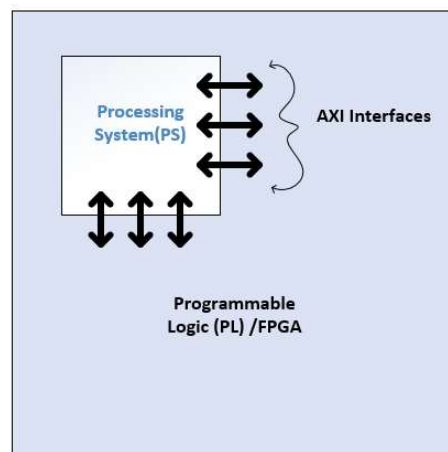 Processing
System(PS)
AXI Interfaces
Programmable
Logic (PL) /FPGA